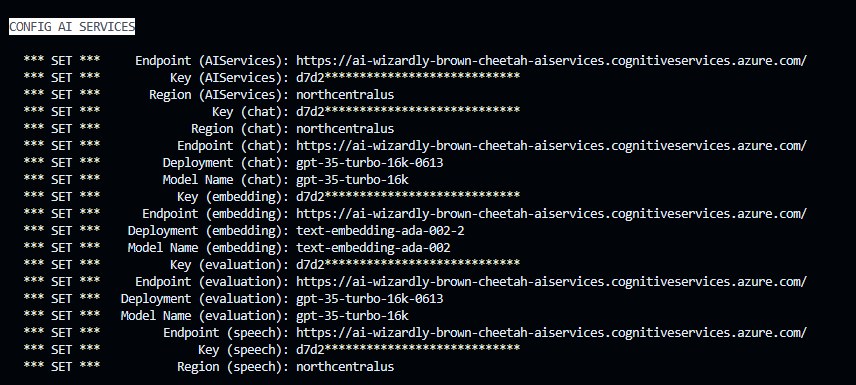 CONFIG AI SERVICES
*** SET *** Endpoint (AIServices): https://ai-wizardly-brown-cheetah-aiservices.cognitiveservices.azure.com/
*** SET *** Key (AIServices): d7d2****************************
*** SET *** Region (AIServices): northcentralus
*** SET *** Key (chat): d7d2****************************
*** SET *** Region (chat): northcentralus
*** SET *** Endpoint (chat): https://ai-wizardly-brown-cheetah-aiservices.cognitiveservices.azure.com/
*** SET *** Deployment (chat): gpt-35-turbo-16k-0613
*** SET *** Model Name (chat): gpt-35-turbo-16k
*** SET *** Key (embedding): d7d2****************************
*** SET *** Endpoint (embedding): https://ai-wizardly-brown-cheetah-aiservices.cognitiveservices.azure.com/
*** SET *** Deployment (embedding): text-embedding-ada-002-2
*** SET *** Model Name (embedding): text-embedding-ada-002
*** SET *** Key (evaluation): d7d2****************************
*** SET *** Endpoint (evaluation): https://ai-wizardly-brown-cheetah-aiservices.cognitiveservices.azure.com/
*** SET *** Deployment (evaluation): gpt-35-turbo-16k-0613
*** SET *** Model Name (evaluation): gpt-35-turbo-16k
*** SET *** Endpoint (speech): https://ai-wizardly-brown-cheetah-aiservices.cognitiveservices.azure.com/
*** SET *** Key (speech): d7d2****************************
*** SET *** Region (speech): northcentralus